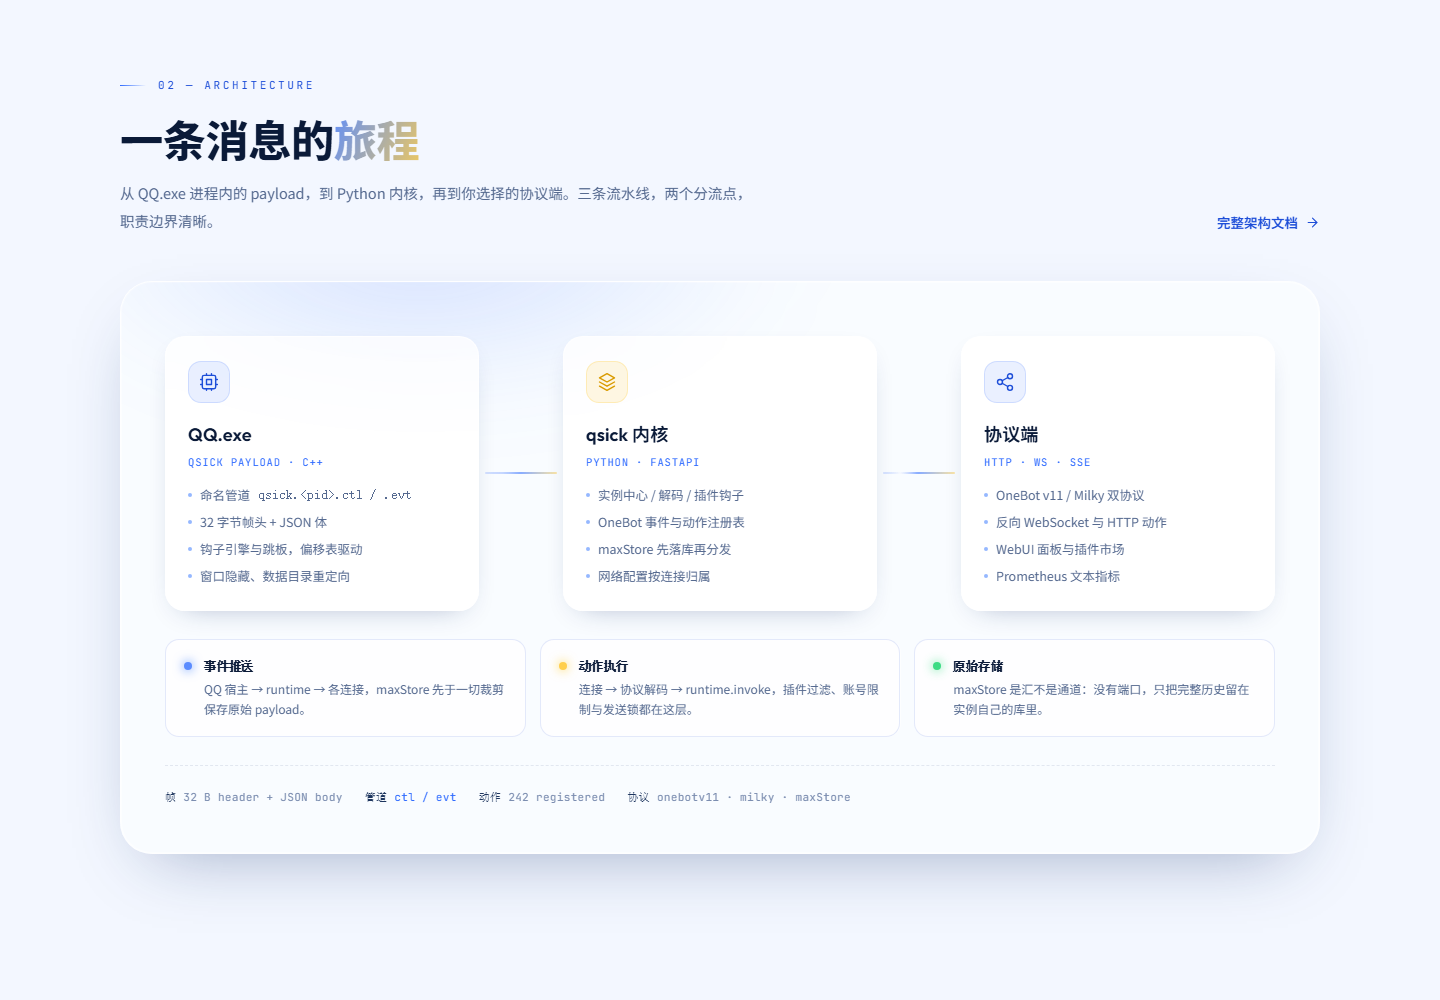 02 — ARCHITECTURE
一条消息的旅程
从 QQ.exe 进程内的 payload，到 Python 内核，再到你选择的协议端。三条流水线，两个分流点，
职责边界清晰。
完整架构文档 →
QQ.exe
QSICK PAYLOAD · C++
命名管道 qsick.<pid>.ctl / .evt
32 字节帧头 + JSON 体
钩子引擎与跳板，偏移表驱动
窗口隐藏、数据目录重定向
qsick 内核
PYTHON · FASTAPI
实例中心 / 解码 / 插件钩子
OneBot 事件与动作注册表
maxStore 先落库再分发
网络配置按连接归属
协议端
HTTP · WS · SSE
OneBot v11 / Milky 双协议
反向 WebSocket 与 HTTP 动作
WebUI 面板与插件市场
Prometheus 文本指标
事件推送
QQ 宿主 → runtime → 各连接，maxStore 先于一切裁剪
保存原始 payload。
动作执行
连接 → 协议解码 → runtime.invoke，插件过滤、账号限
制与发送锁都在这层。
原始存储
maxStore 是汇不是通道：没有端口，只把完整历史留在
实例自己的库里。
帧 32 B header + JSON body 管道 ctl / evt 动作 242 registered 协议 onebotv11 · milky · maxStore